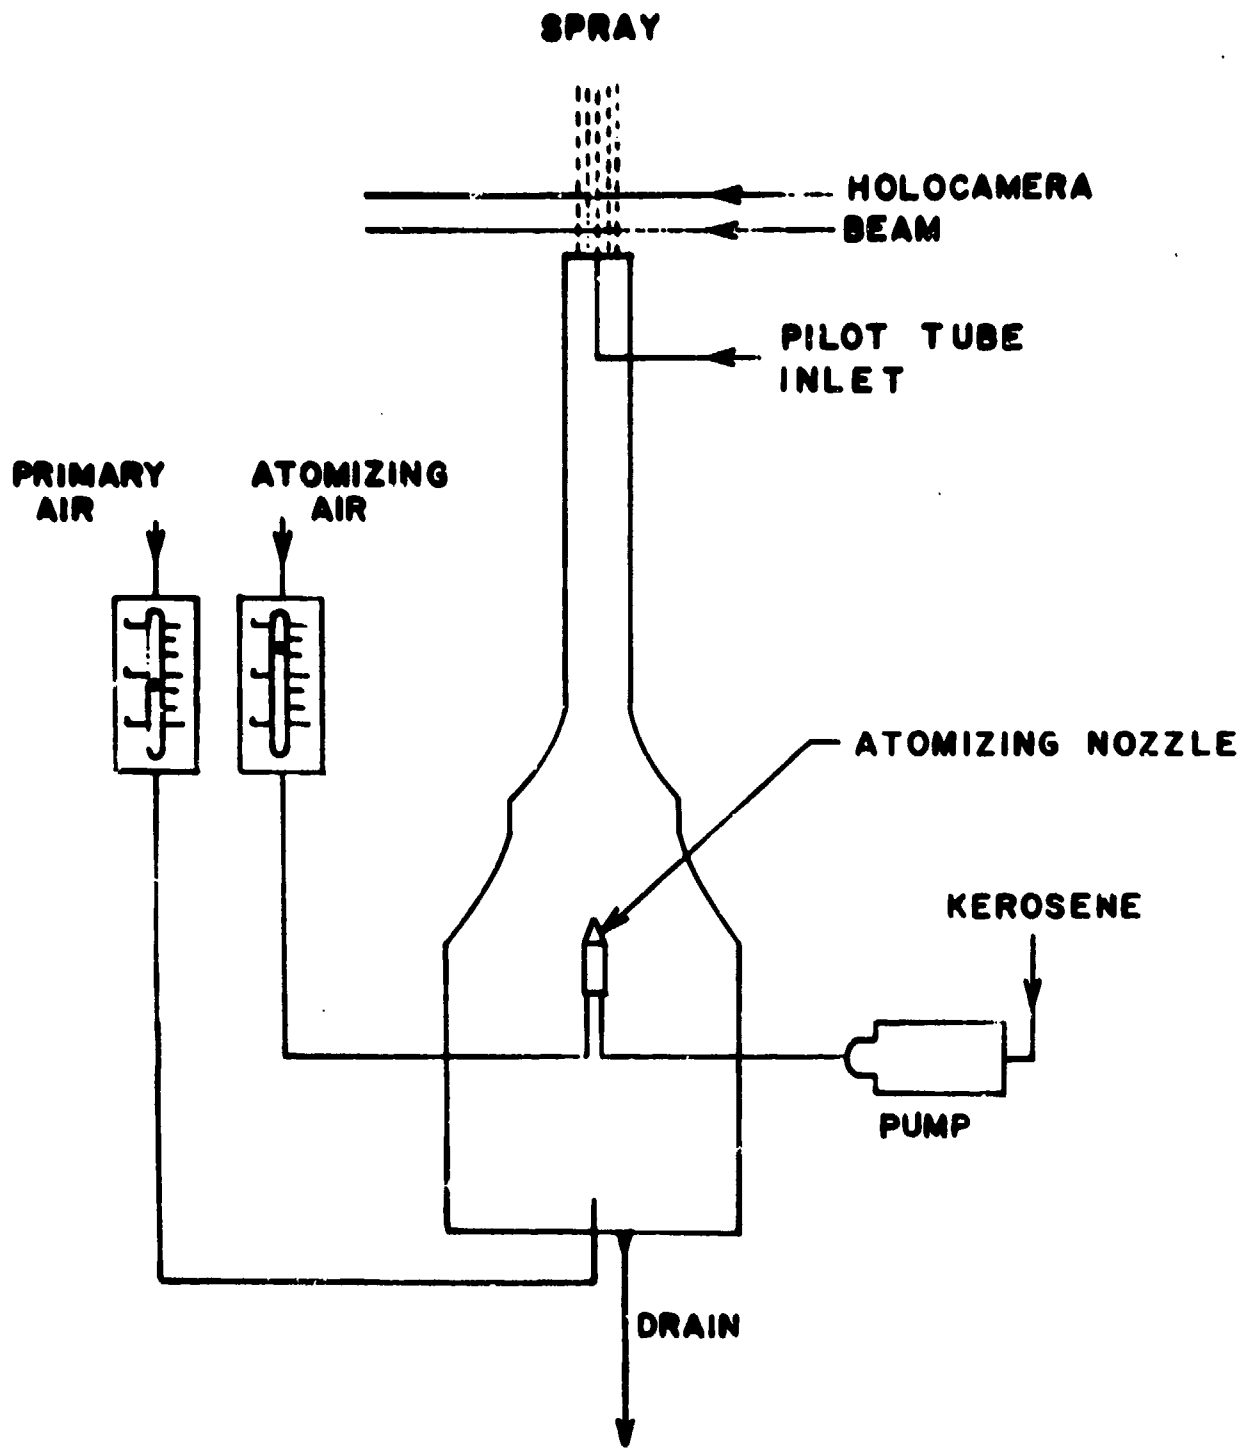 SPRAY
HOLOCAMERA
BEAM
PILOT TUBE
INLET
PRIMARY
AIR
ATOMIZING
AIR
ATOMIZING NOZZLE
KEROSENE
PUMP
DRAIN